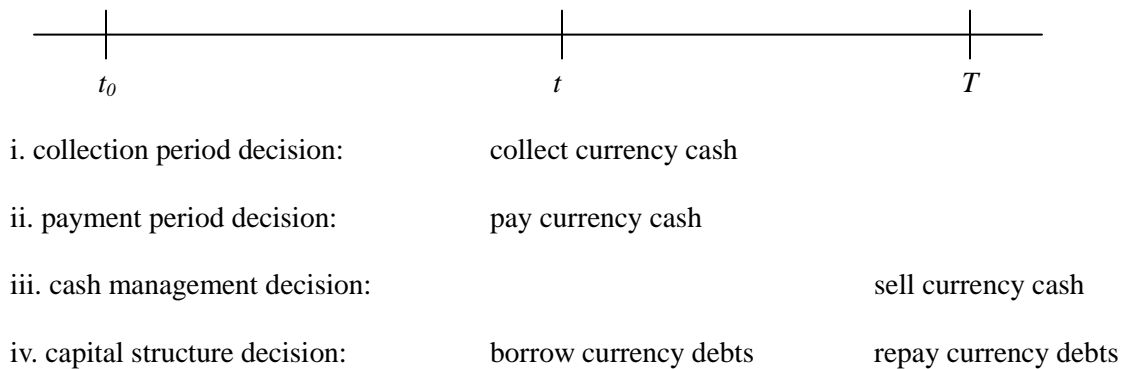 t0 t T
i. collection period decision: collect currency cash
ii. payment period decision: pay currency cash
iii. cash management decision: sell currency cash
iv. capital structure decision: borrow currency debts repay currency debts